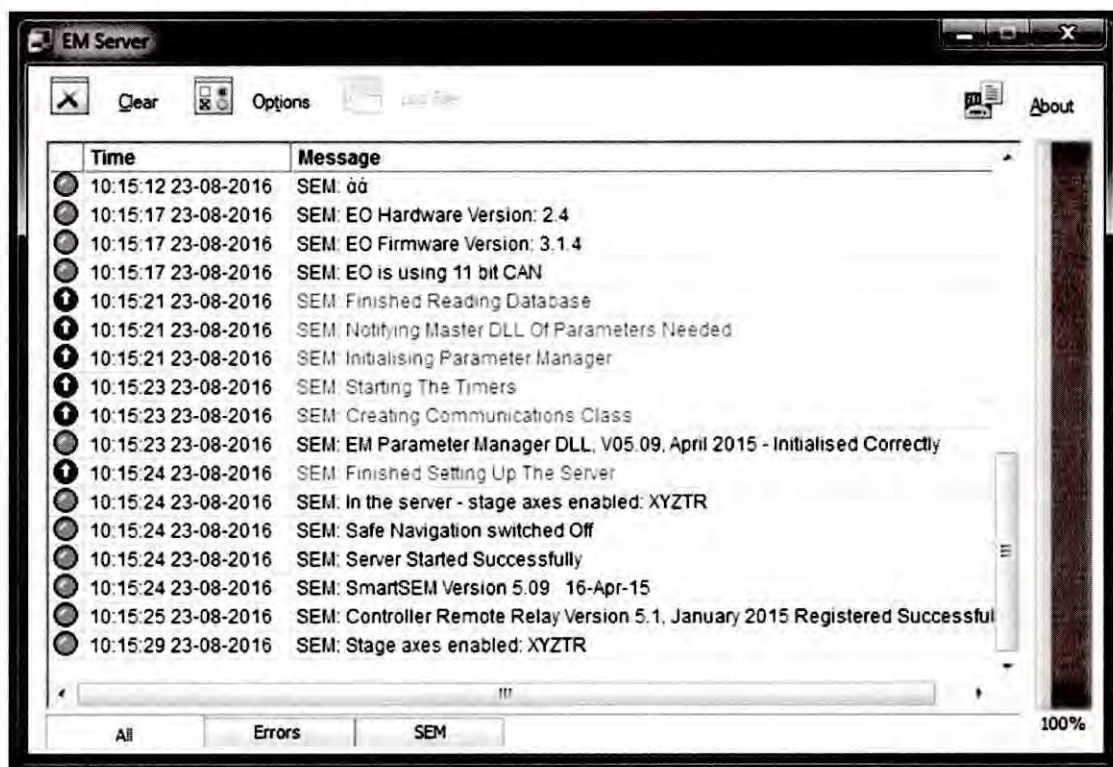 EM Server
Clear Options About
Time Message
10:15:12 23-08-2016 SEM: àà
10:15:17 23-08-2016 SEM: EO Hardware Version: 2.4
10:15:17 23-08-2016 SEM: EO Firmware Version: 3.1.4
10:15:17 23-08-2016 SEM: EO is using 11 bit CAN
10:15:21 23-08-2016 SEM: Finished Reading Database
10:15:21 23-08-2016 SEM: Notifying Master DLL Of Parameters Needed
10:15:21 23-08-2016 SEM: Initialising Parameter Manager
10:15:23 23-08-2016 SEM: Starting The Timers
10:15:23 23-08-2016 SEM: Creating Communications Class
10:15:23 23-08-2016 SEM: EM Parameter Manager DLL, V05.09, April 2015 - Initialised Correctly
10:15:24 23-08-2016 SEM: Finished Setting Up The Server
10:15:24 23-08-2016 SEM: In the server - stage axes enabled: XYZTR
10:15:24 23-08-2016 SEM: Safe Navigation switched Off
10:15:24 23-08-2016 SEM: Server Started Successfully
10:15:24 23-08-2016 SEM: SmartSEM Version 5.09 16-Apr-15
10:15:25 23-08-2016 SEM: Controller Remote Relay Version 5.1, January 2015 Registered Successful
10:15:29 23-08-2016 SEM: Stage axes enabled: XYZTR
All Errors SEM 100%